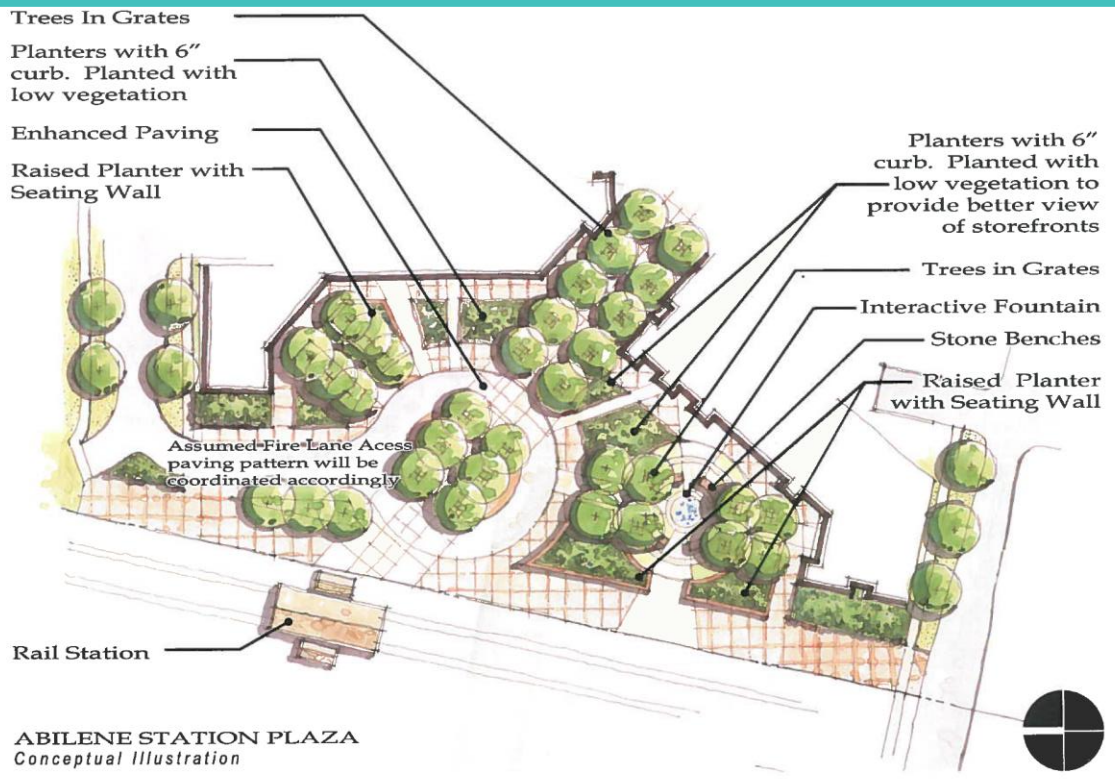 Trees In Grates
Planters with 6"
curb. Planted with
low vegetation
Enhanced Paving
Raised Planter with
Seating Wall
Planters with 6"
curb. Planted with
low vegetation to
provide better view
of storefronts
Trees in Grates
Interactive Fountain
Stone Benches
Raised Planter
with Seating Wall
Assumed Fire Lane Acess
paving pattern will be
coordinated accordingly
Rail Station
ABILENE STATION PLAZA
Conceptual Illustration